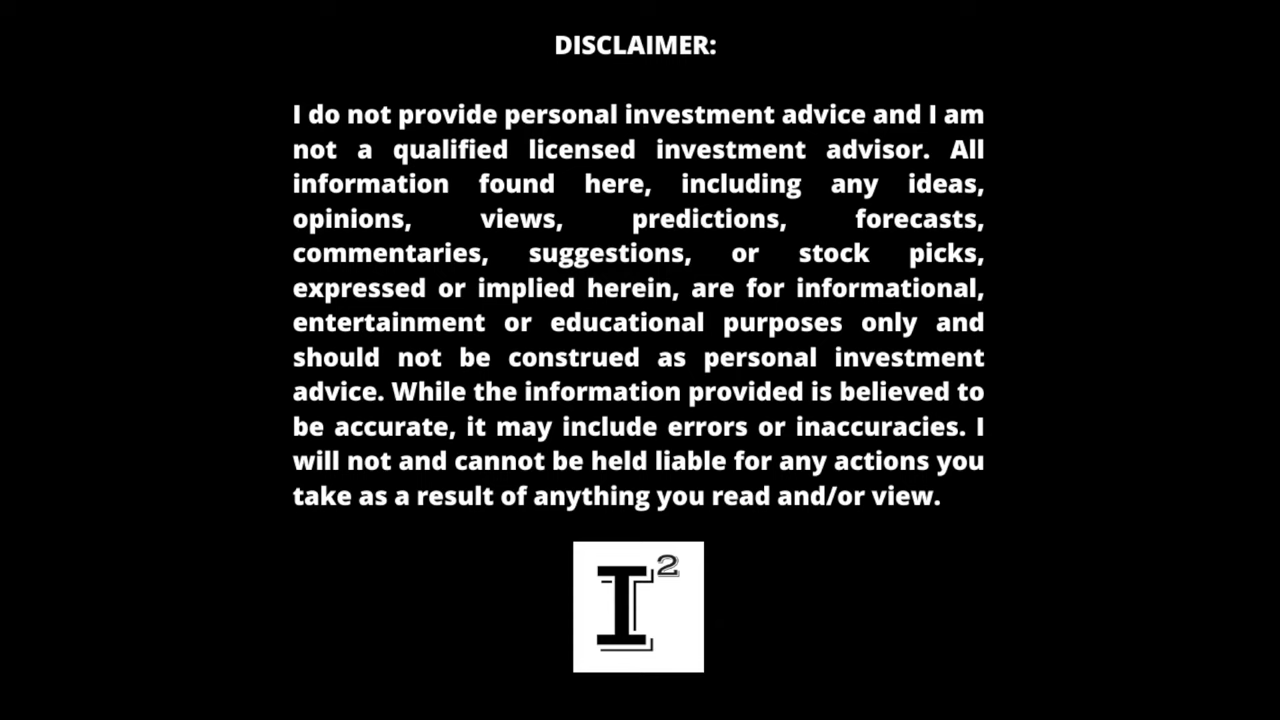 DISCLAIMER:
I do not provide personal investment advice and I am
not a qualified licensed investment advisor. All
information found here, including any ideas,
opinions, views, predictions, forecasts,
commentaries, suggestions, or stock picks,
expressed or implied herein, are for informational,
entertainment or educational purposes only and
should not be construed as personal investment
advice. While the information provided is believed to
be accurate, it may include errors or inaccuracies. I
will not and cannot be held liable for any actions you
take as a result of anything you read and/or view.
I²